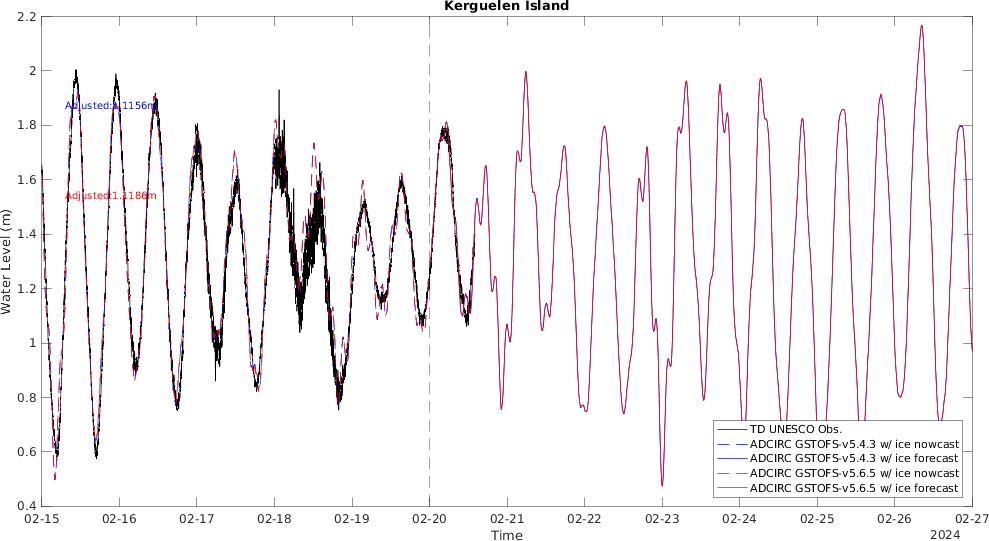 Kerguelen Island
2.2
2
1.8
1.6
1.4
1.2
1
0.8
0.6
0.4
Water Level (m)
Adjusted:1.1156m
Adjusted:1.1186m
TD UNESCO Obs.
ADCIRC GSTOFS-v5.4.3 w/ ice nowcast
ADCIRC GSTOFS-v5.4.3 w/ ice forecast
ADCIRC GSTOFS-v5.6.5 w/ ice nowcast
ADCIRC GSTOFS-v5.6.5 w/ ice forecast
02-15 02-16 02-17 02-18 02-19 02-20 02-21 02-22 02-23 02-24 02-25 02-26 02-27
Time
2024